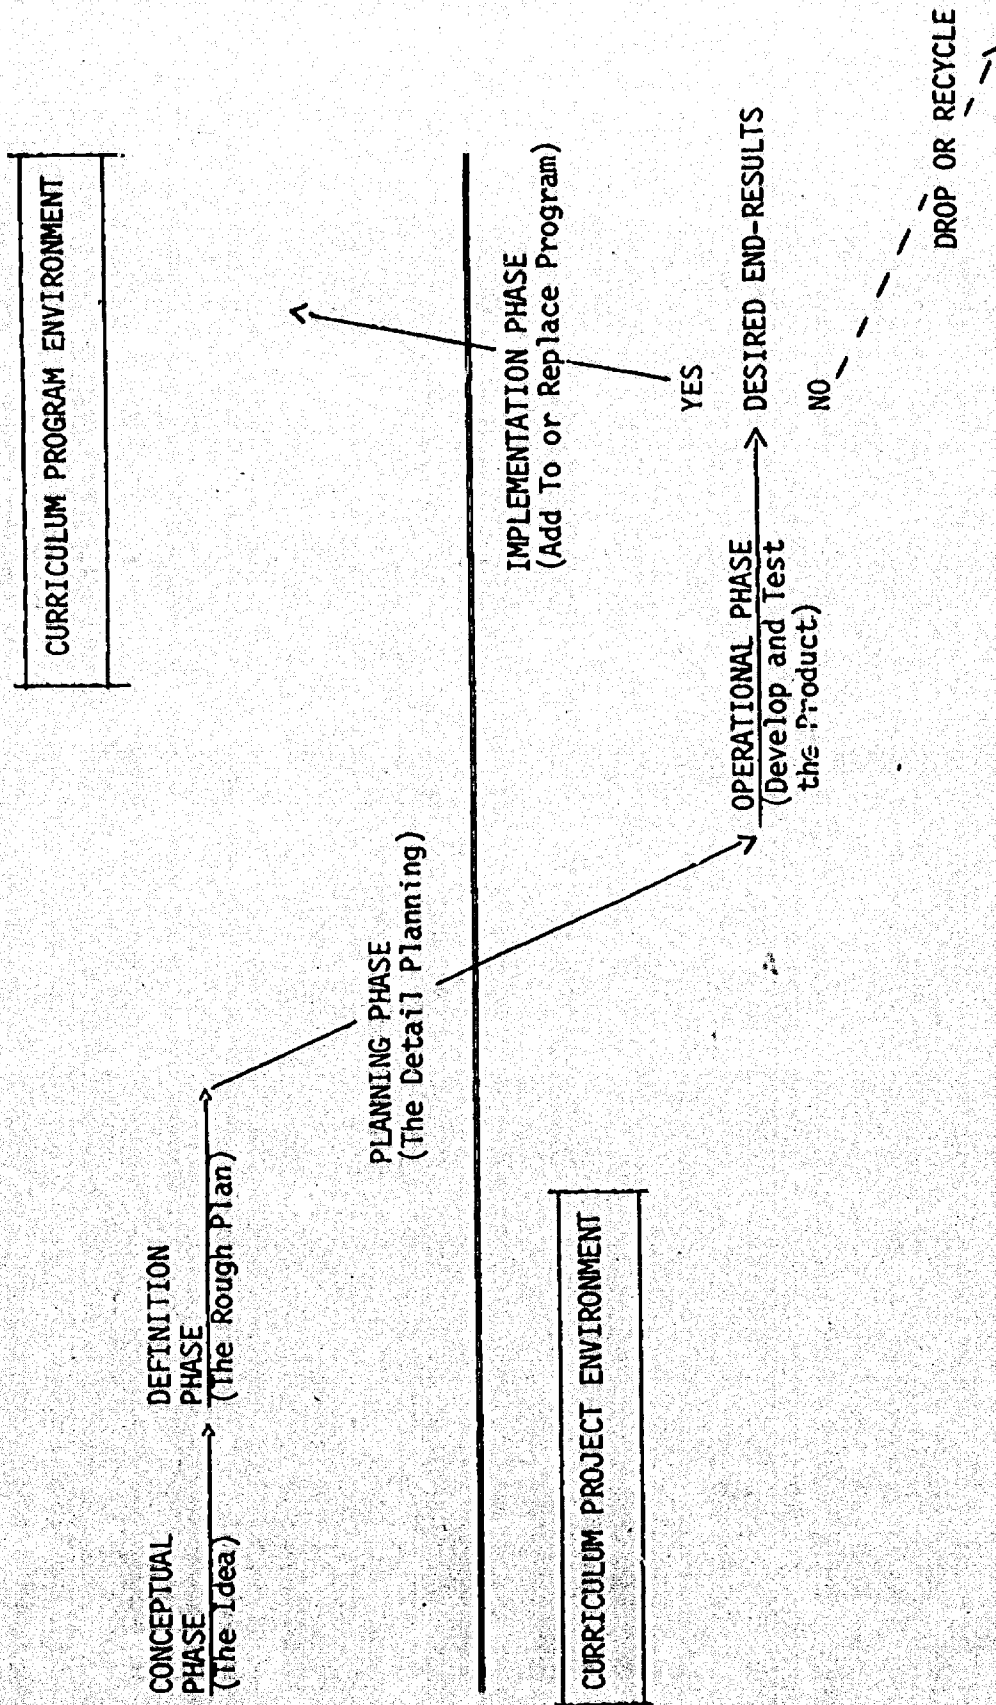 CURRICULUM PROGRAM ENVIRONMENT
CONCEPTUAL
PHASE
(The Idea)
DEFINITION
PHASE
(The Rough Plan)
PLANNING PHASE
(The Detail Planning)
CURRICULUM PROJECT ENVIRONMENT
IMPLEMENTATION PHASE
(Add To or Replace Program)
OPERATIONAL PHASE
(Develop and Test
the Product)
YES
DESIRED END-RESULTS
NO
DROP OR RECYCLE